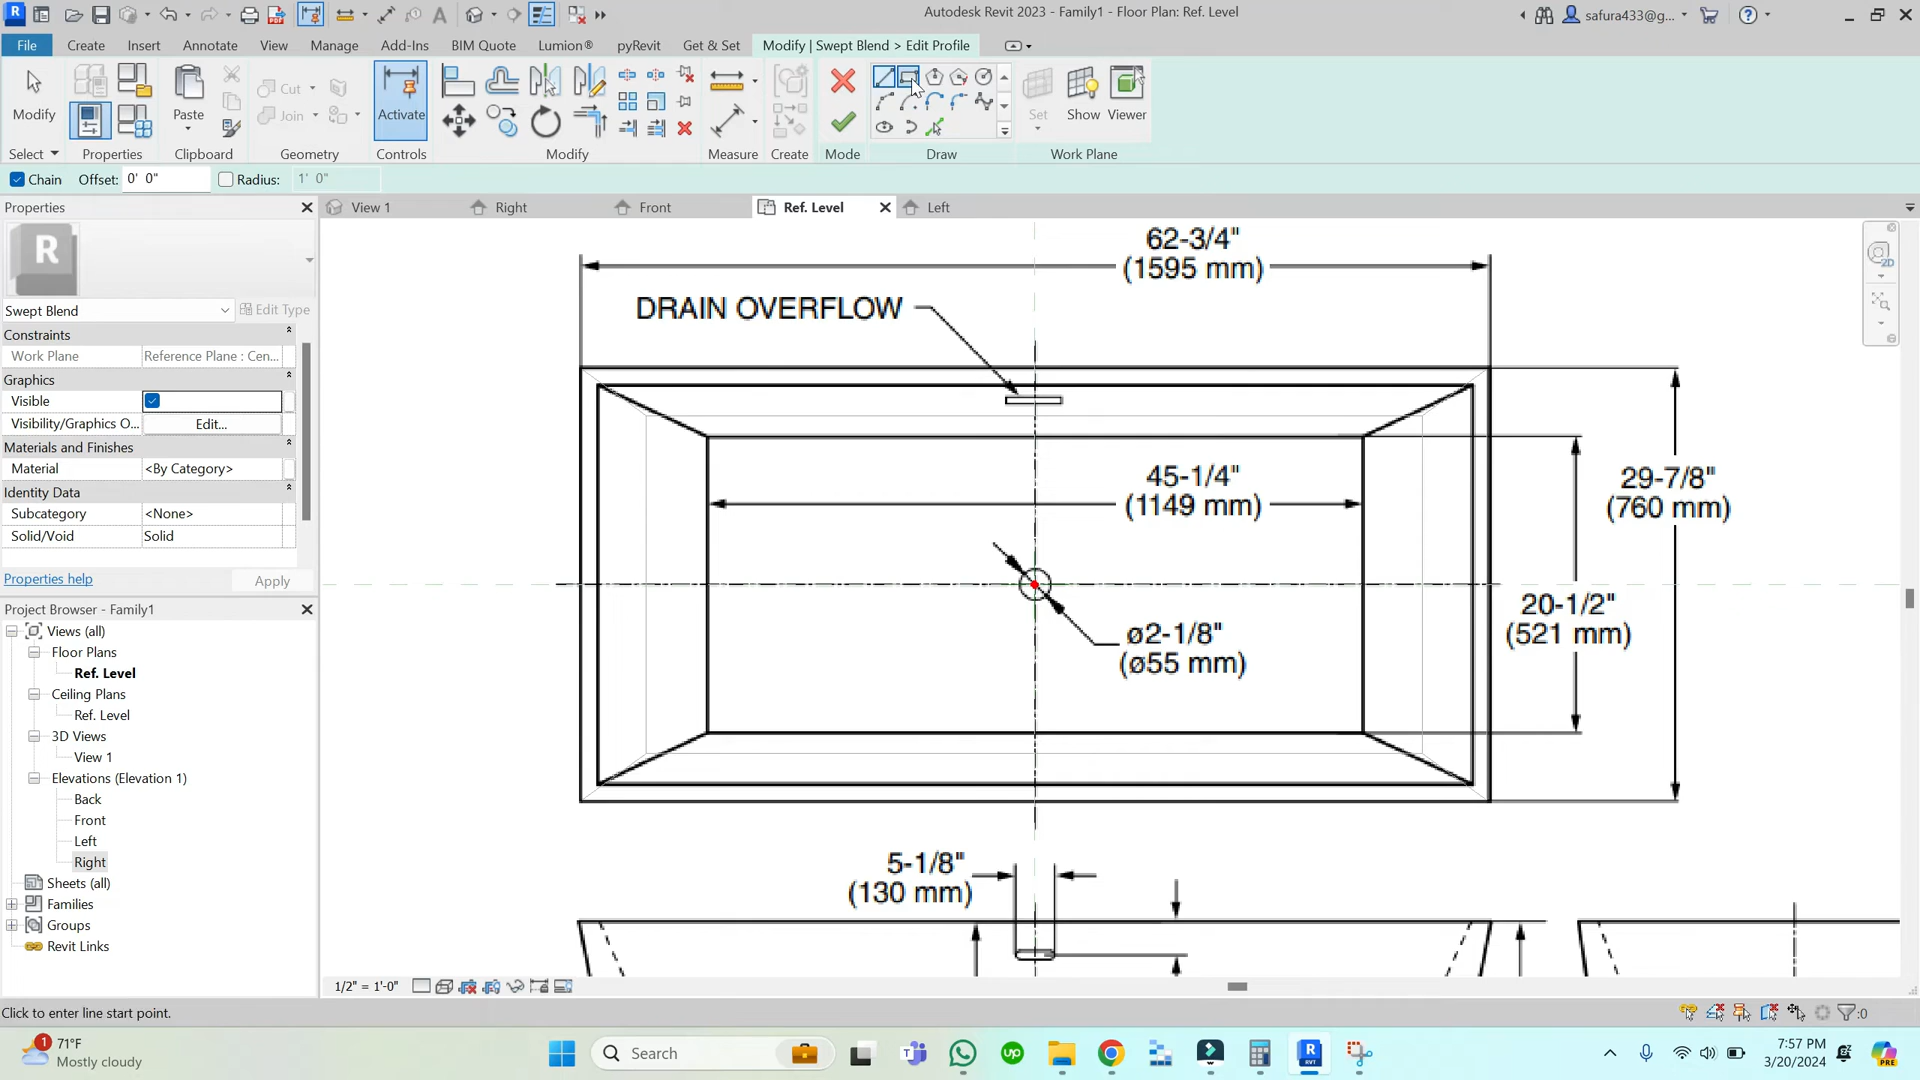 Autodesk Revit 2023 - Family1 - Floor Plan: Ref. Level
safura433@g...
File
Create
Insert
Annotate
View
Manage
Add-Ins
BIM Quote
Lumion®
pyRevit
Get & Set
Modify | Swept Blend > Edit Profile
Modify
Paste
Cut
Join
Activate
Set
Show
Viewer
Select
Properties
Clipboard
Geometry
Controls
Modify
Measure
Create
Mode
Draw
Work Plane
Chain
Offset:
0' 0"
Radius:
1' 0"
Properties
View 1
Right
Front
Ref. Level
Left
R
Swept Blend
Edit Type
Constraints
Work Plane
Reference Plane : Cen...
Graphics
Visible
Visibility/Graphics O...
Edit...
Materials and Finishes
Material
<By Category>
Identity Data
Subcategory
<None>
Solid/Void
Solid
Properties help
Apply
Project Browser - Family1
Views (all)
Floor Plans
Ref. Level
Ceiling Plans
Ref. Level
3D Views
View 1
Elevations (Elevation 1)
Back
Front
Left
Right
Sheets (all)
Families
Groups
Revit Links
62-3/4"
(1595 mm)
DRAIN OVERFLOW
45-1/4"
(1149 mm)
29-7/8"
(760 mm)
20-1/2"
(521 mm)
ø2-1/8"
(ø55 mm)
5-1/8"
(130 mm)
2D
1/2" = 1'-0"
Click to enter line start point.
:0
1
71°F
Mostly cloudy
Search
up
RVT
7:57 PM
3/20/2024
PRE